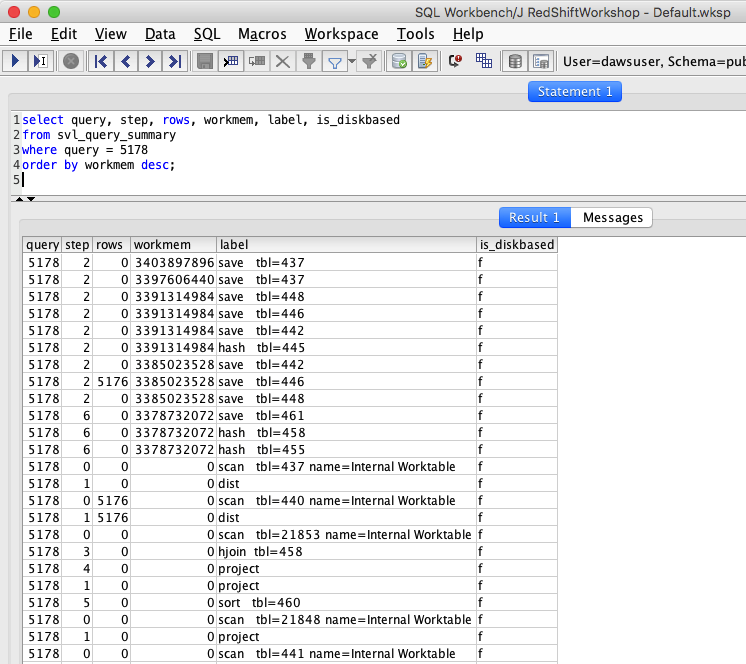 SQL Workbench/J RedShiftWorkshop - Default.wksp
File Edit View Data SQL Macros Workspace Tools Help
User=dawsuser, Schema=pub
Statement 1
1 select query, step, rows, workmem, label, is_diskbased
2 from svl_query_summary
3 where query = 5178
4 order by workmem desc;
5
Result 1 Messages
query step rows workmem label is_diskbased
5178 2 0 3403897896 save tbl=437 f
5178 2 0 3397606440 save tbl=437 f
5178 2 0 3391314984 save tbl=448 f
5178 2 0 3391314984 save tbl=446 f
5178 2 0 3391314984 save tbl=442 f
5178 2 0 3391314984 hash tbl=445 f
5178 2 0 3385023528 save tbl=442 f
5178 2 5176 3385023528 save tbl=446 f
5178 2 0 3385023528 save tbl=448 f
5178 6 0 3378732072 save tbl=461 f
5178 6 0 3378732072 hash tbl=458 f
5178 6 0 3378732072 hash tbl=455 f
5178 0 0 0 scan tbl=437 name=Internal Worktable f
5178 1 0 0 dist f
5178 0 5176 0 scan tbl=440 name=Internal Worktable f
5178 1 5176 0 dist f
5178 0 0 0 scan tbl=21853 name=Internal Worktable f
5178 3 0 0 hjoin tbl=458 f
5178 4 0 0 project f
5178 1 0 0 project f
5178 5 0 0 sort tbl=460 f
5178 0 0 0 scan tbl=21848 name=Internal Worktable f
5178 1 0 0 project f
5178 0 0 0 scan tbl=441 name=Internal Worktable f